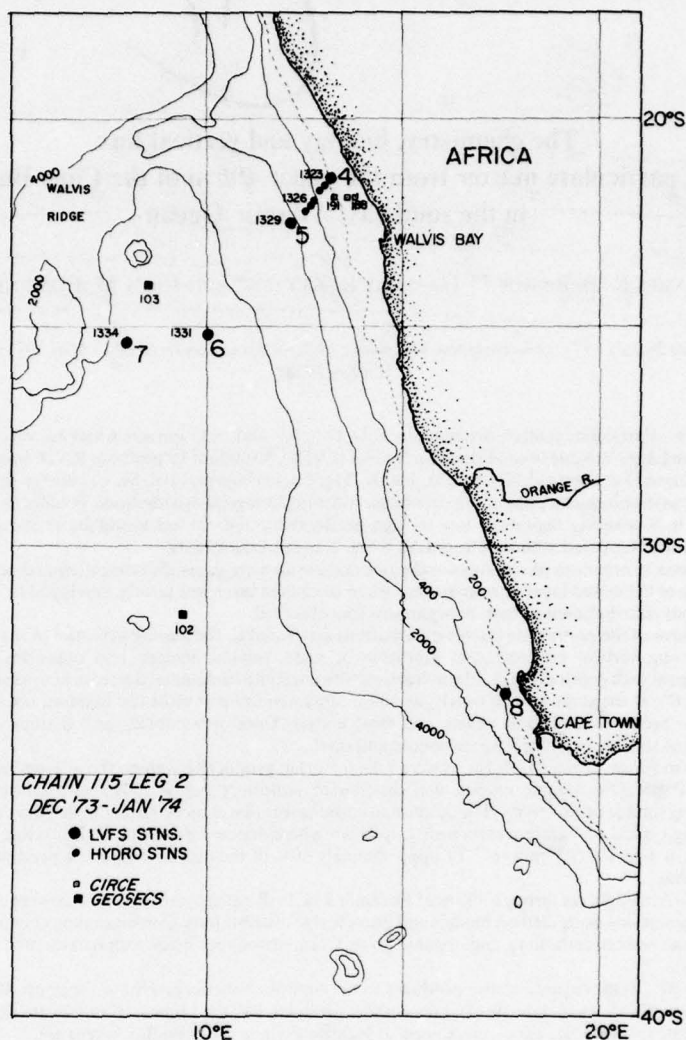 20°S
AFRICA
4000
WALVIS
RIDGE
1323
4
1326
191
1329
5
WALVIS BAY
2000
103
1334
7
1331
6
ORANGE R.
30°S
400
200
2000
102
8
4000
CAPE TOWN
CHAIN 115 LEG 2
DEC '73-JAN '74
LVFS STNS.
HYDRO STNS
CIRCE
GEOSECS
40°S
10°E
20°E